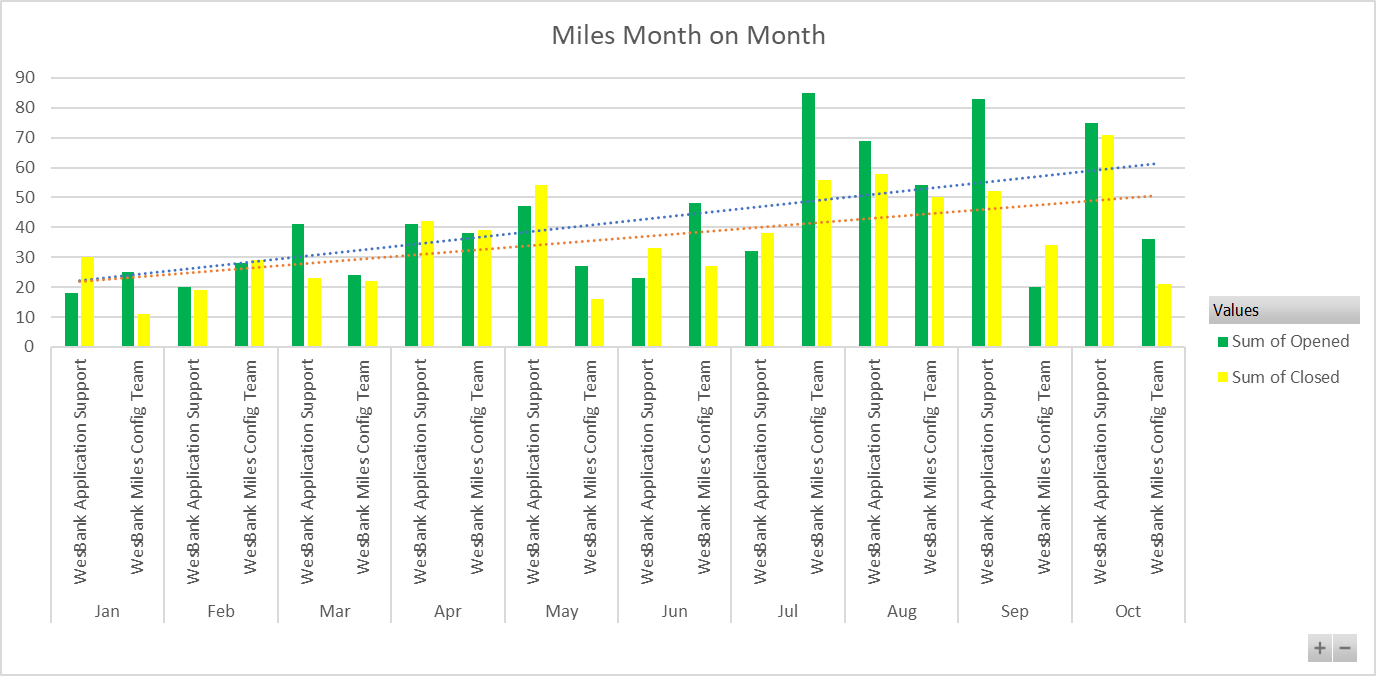 Miles Month on Month
90
80
70
60
50
40
30
20
10
0
WesBank Application Support
WesBank Miles Config Team
WesBank Application Support
WesBank Miles Config Team
WesBank Application Support
WesBank Miles Config Team
WesBank Application Support
WesBank Miles Config Team
WesBank Application Support
WesBank Miles Config Team
WesBank Application Support
WesBank Miles Config Team
WesBank Application Support
WesBank Miles Config Team
WesBank Application Support
WesBank Miles Config Team
WesBank Application Support
WesBank Miles Config Team
WesBank Application Support
WesBank Miles Config Team
Jan Feb Mar Apr May Jun Jul Aug Sep Oct
Values
Sum of Opened
Sum of Closed
+ −